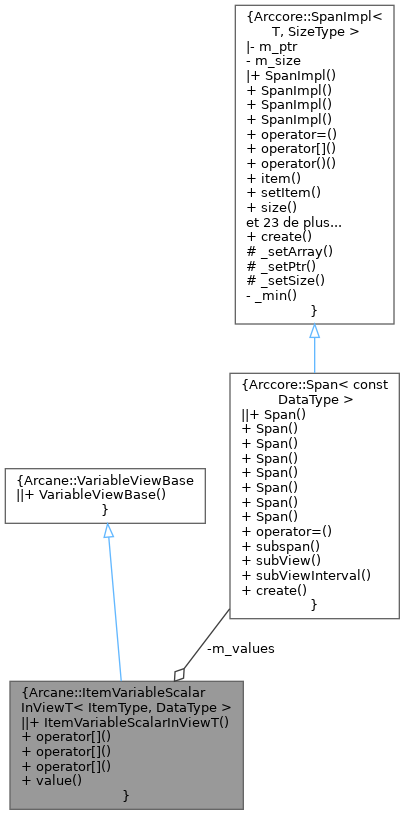 {Arccore::SpanImpl<
T, SizeType >
|- m_ptr
- m_size
|+ SpanImpl()
+ SpanImpl()
+ SpanImpl()
+ SpanImpl()
+ operator=()
+ operator[]()
+ operator()()
+ item()
+ setItem()
+ size()
et 23 de plus...
+ create()
# _setArray()
# _setPtr()
# _setSize()
- _min()
}
{Arccore::Span< const
DataType >
||+ Span()
+ Span()
+ Span()
+ Span()
+ Span()
+ Span()
+ Span()
+ Span()
+ operator=()
+ subspan()
+ subView()
+ subViewInterval()
+ create()
}
{Arcane::VariableViewBase
||+ VariableViewBase()
}
-m_values
{Arcane::ItemVariableScalar
InViewT< ItemType, DataType >
||+ ItemVariableScalarInViewT()
+ operator[]()
+ operator[]()
+ operator[]()
+ value()
}